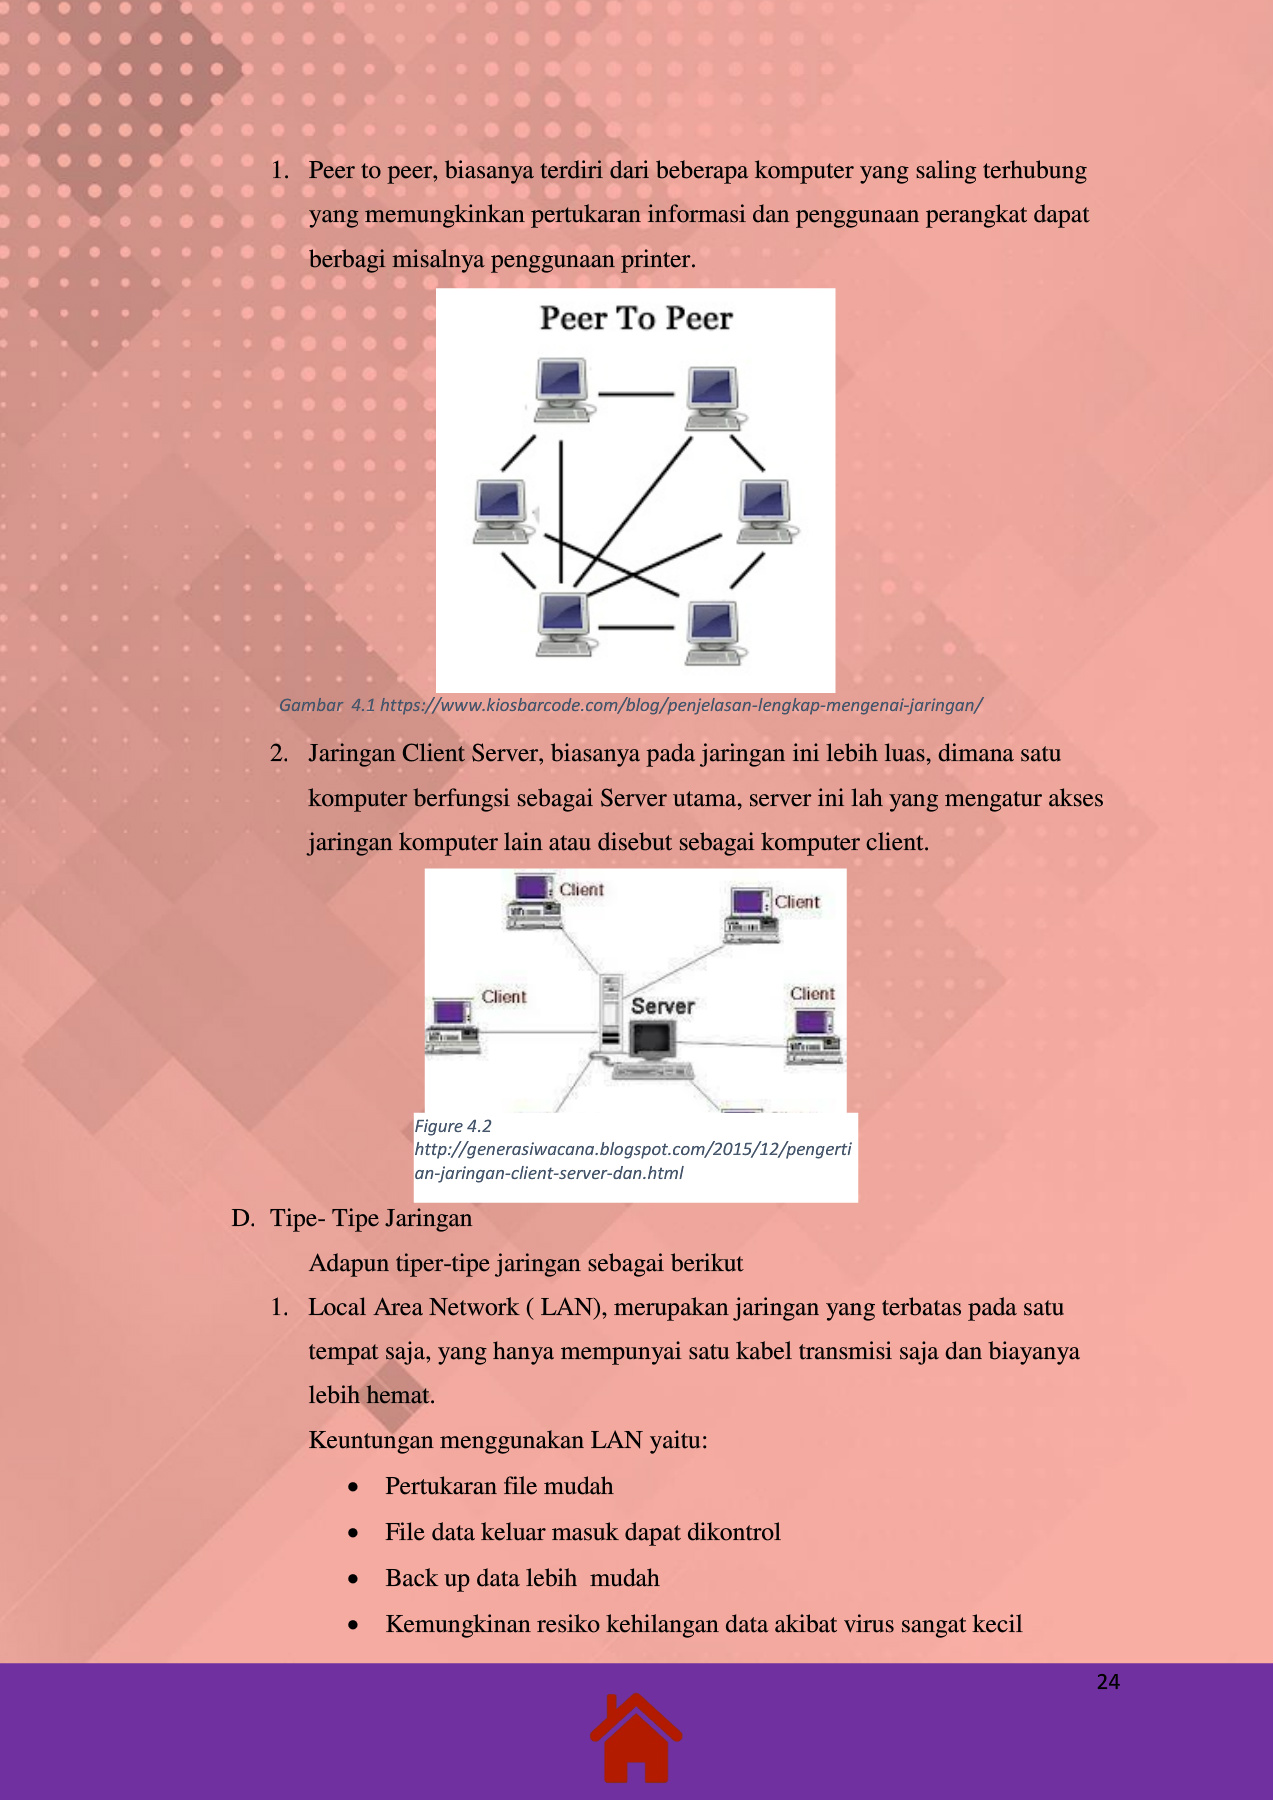 1. Peer to peer, biasanya terdiri dari beberapa komputer yang saling terhubung
yang memungkinkan pertukaran informasi dan penggunaan perangkat dapat
berbagi misalnya penggunaan printer.
Peer To Peer
Gambar 4.1 https://www.kiosbarcode.com/blog/penjelasan-lengkap-mengenai-jaringan/
2. Jaringan Client Server, biasanya pada jaringan ini lebih luas, dimana satu
komputer berfungsi sebagai Server utama, server ini lah yang mengatur akses
jaringan komputer lain atau disebut sebagai komputer client.
Client
Client
Client
Client
Server
Figure 4.2
http://generasiwacana.blogspot.com/2015/12/pengerti
an-jaringan-client-server-dan.html
D. Tipe- Tipe Jaringan
Adapun tiper-tipe jaringan sebagai berikut
1. Local Area Network ( LAN), merupakan jaringan yang terbatas pada satu
tempat saja, yang hanya mempunyai satu kabel transmisi saja dan biayanya
lebih hemat.
Keuntungan menggunakan LAN yaitu:
• Pertukaran file mudah
• File data keluar masuk dapat dikontrol
• Back up data lebih mudah
• Kemungkinan resiko kehilangan data akibat virus sangat kecil
24